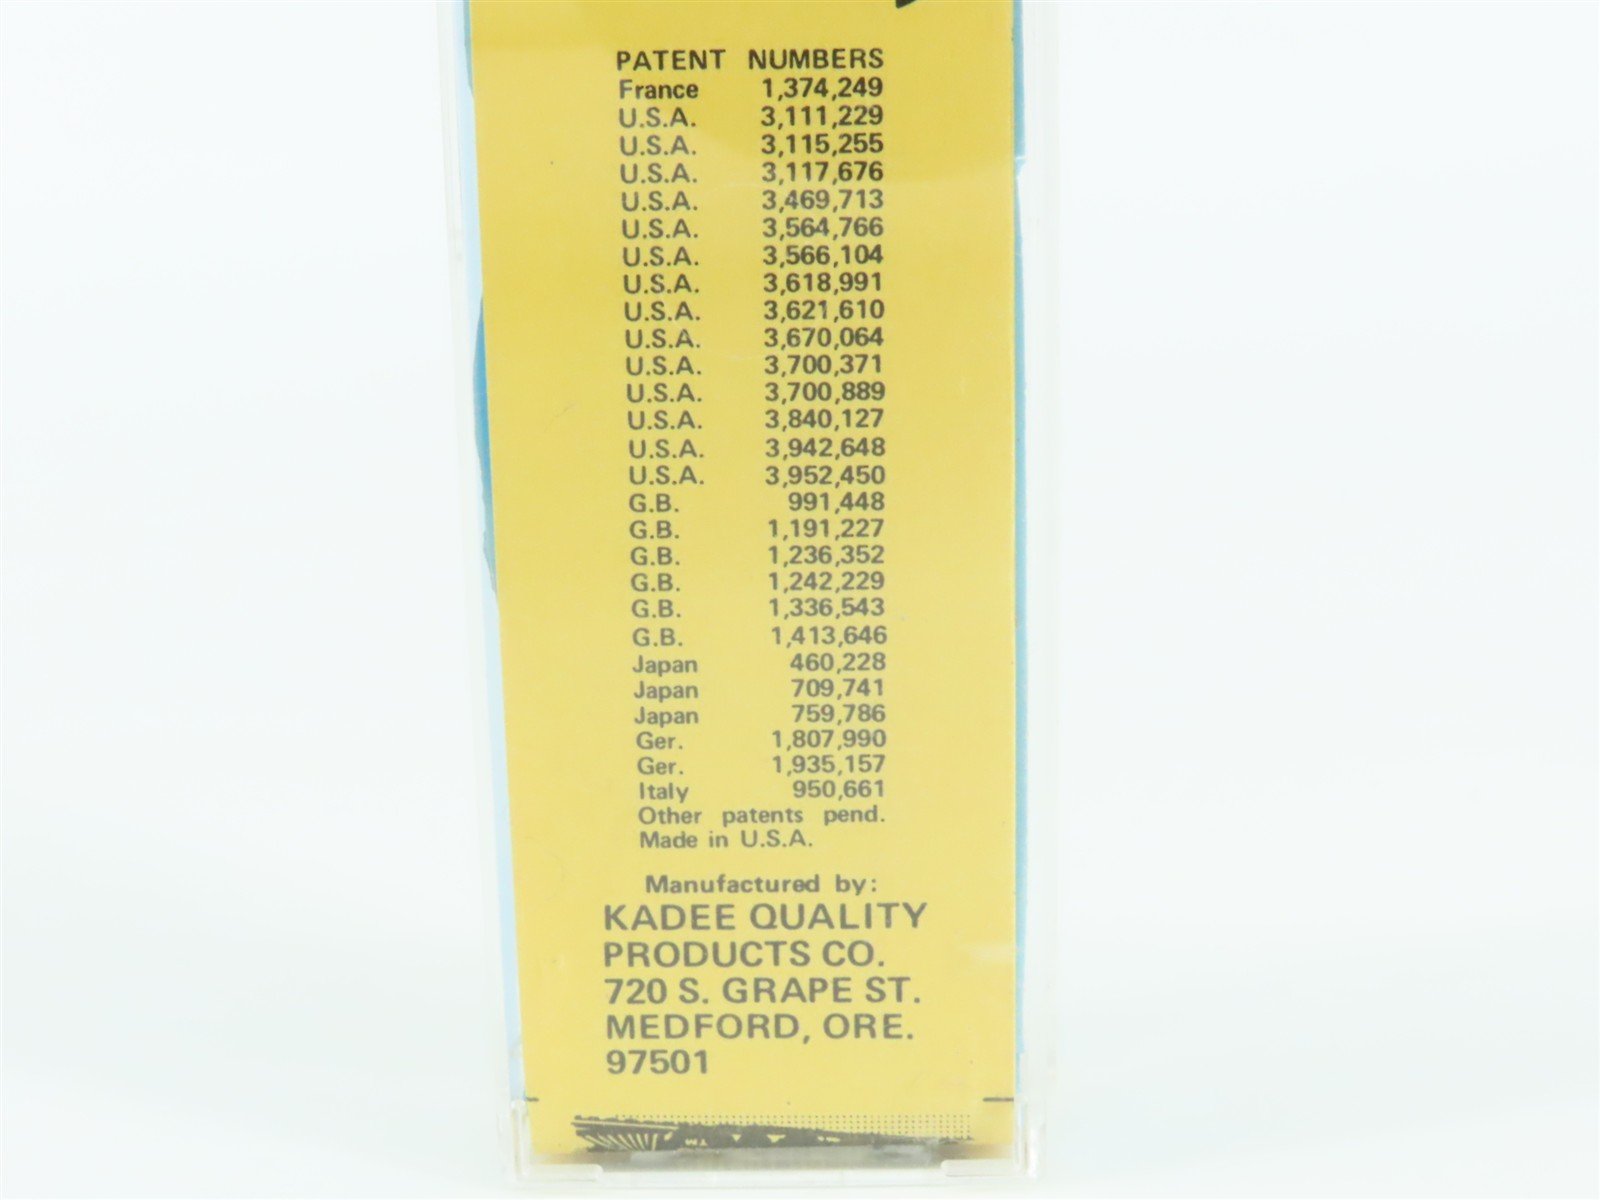 PATENT NUMBERS
France 1,374,249
U.S.A. 3,111,229
U.S.A. 3,115,255
U.S.A. 3,117,676
U.S.A. 3,469,713
U.S.A. 3,564,766
U.S.A. 3,566,104
U.S.A. 3,618,991
U.S.A. 3,621,610
U.S.A. 3,670,064
U.S.A. 3,700,371
U.S.A. 3,700,889
U.S.A. 3,840,127
U.S.A. 3,942,648
U.S.A. 3,952,450
G.B. 991,448
G.B. 1,191,227
G.B. 1,236,352
G.B. 1,242,229
G.B. 1,336,543
G.B. 1,413,646
Japan 460,228
Japan 709,741
Japan 759,786
Ger. 1,807,990
Ger. 1,935,157
Italy 950,661
Other patents pend.
Made in U.S.A.
Manufactured by:
KADEE QUALITY
PRODUCTS CO.
720 S. GRAPE ST.
MEDFORD, ORE.
97501